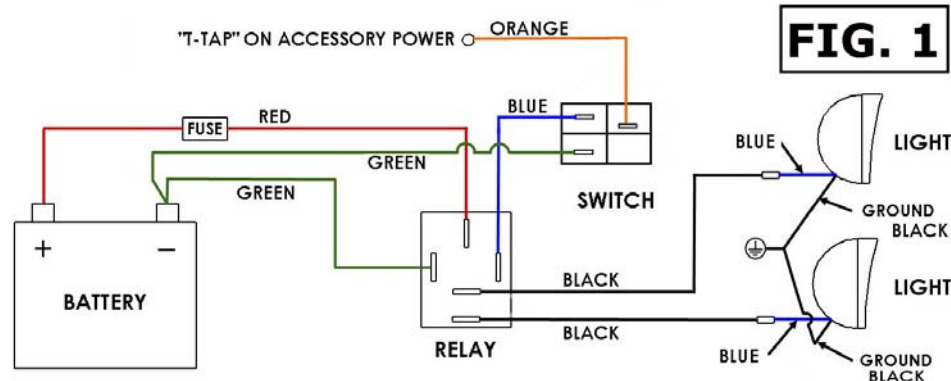 "T-TAP" ON ACCESSORY POWER
ORANGE
FIG. 1
RED
FUSE
BLUE
GREEN
GREEN
SWITCH
BLUE
LIGHT
GROUND
BLACK
+
−
BATTERY
RELAY
BLACK
BLACK
LIGHT
BLUE
GROUND
BLACK